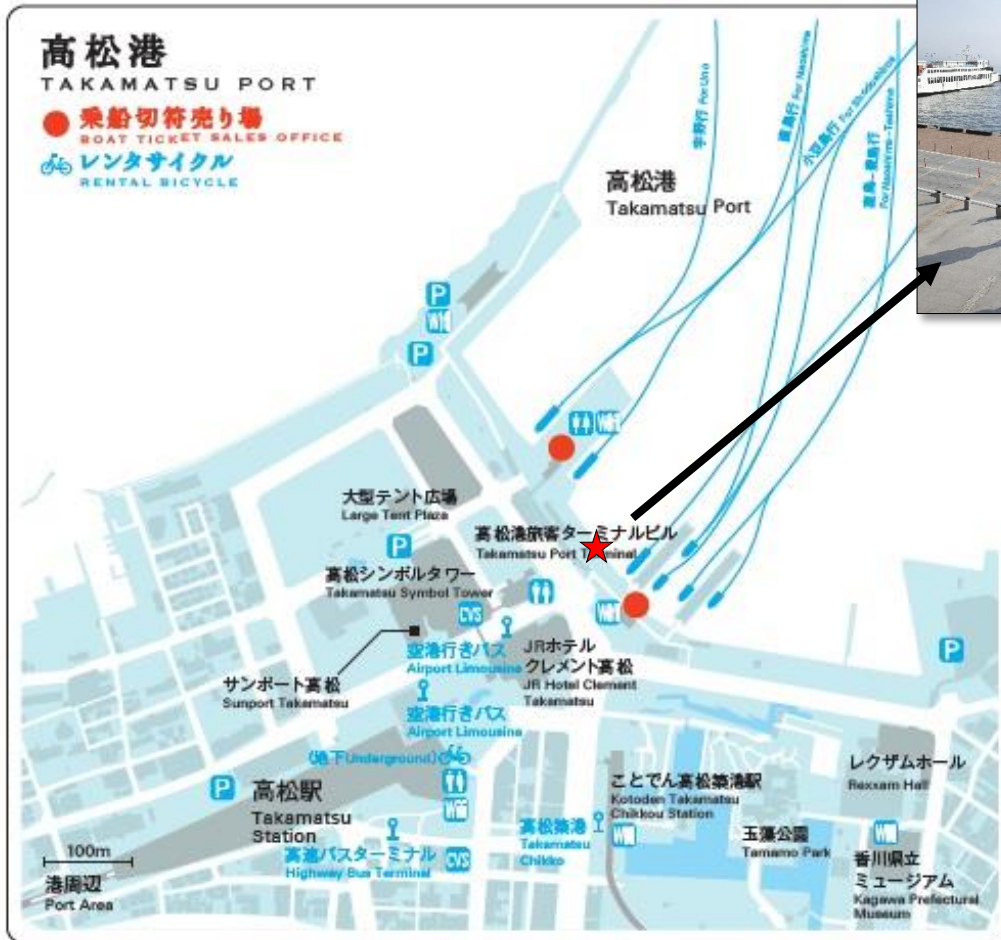 高松港
TAKAMATSU PORT
乗船切符売り場
BOAT TICKET SALES OFFICE
レンタサイクル
RENTAL BICYCLE
宇野行 For Uno
直島行 For Naoshima
小豆島行 For Shodoshima
直島-豊島行
For Naoshima-Teshima
高松港
Takamatsu Port
P
P
大型テント広場
Large Tent Plaza
P
高松港旅客ターミナルビル
Takamatsu Port Terminal
高松シンボルタワー
Takamatsu Symbol Tower
CVS
空港行きバス
Airport Limousine
JRホテル
クレメント高松
JR Hotel Clement
Takamatsu
P
サンポート高松
Sunport Takamatsu
空港行きバス
Airport Limousine
(地下Underground)
P
高松駅
Takamatsu
Station
ことでん高松築港駅
Kotoden Takamatsu
Chikkou Station
レクザムホール
Rexxam Hall
高松築港
Takamatsu
Chikko
玉藻公園
Tamamo Park
高速バスターミナル
Highway Bus Terminal
CVS
香川県立
ミュージアム
Kagawa Prefectural
Museum
100m
港周辺
Port Area